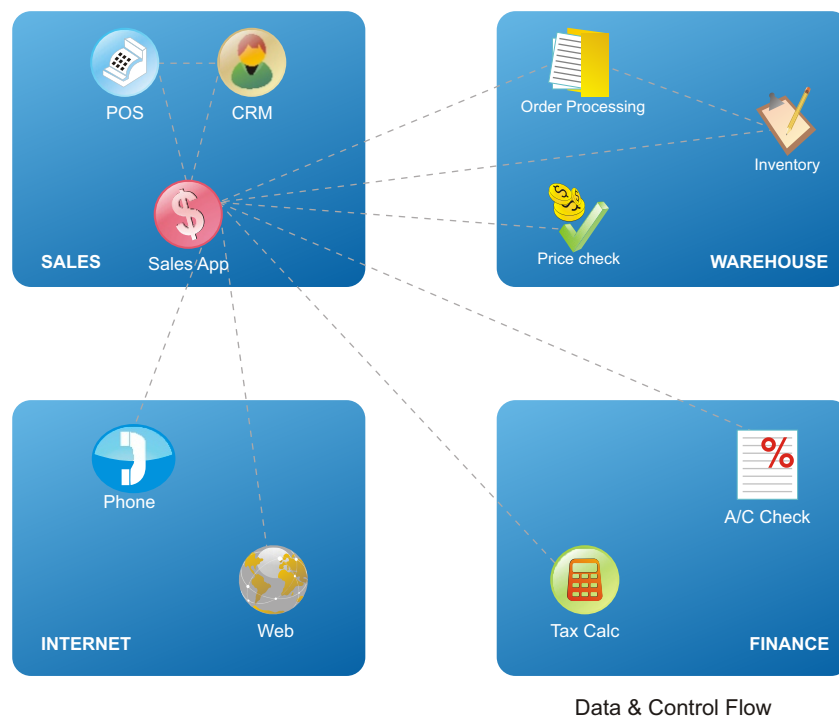 POS
CRM
Sales App
SALES
Order Processing
Inventory
Price check
WAREHOUSE
Phone
Web
INTERNET
%
A/C Check
Tax Calc
FINANCE
Data & Control Flow